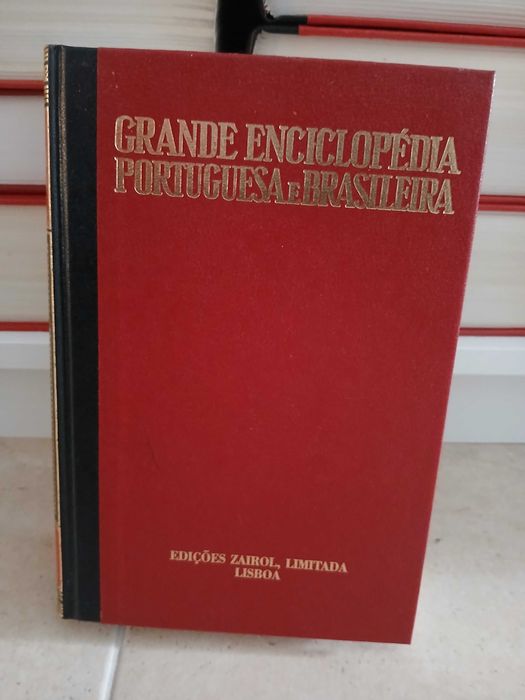 GRANDE ENCICLOPÉDIA
PORTUGUESA E BRASILEIRA
EDIÇÕES ZAIROL, LIMITADA
LISBOA